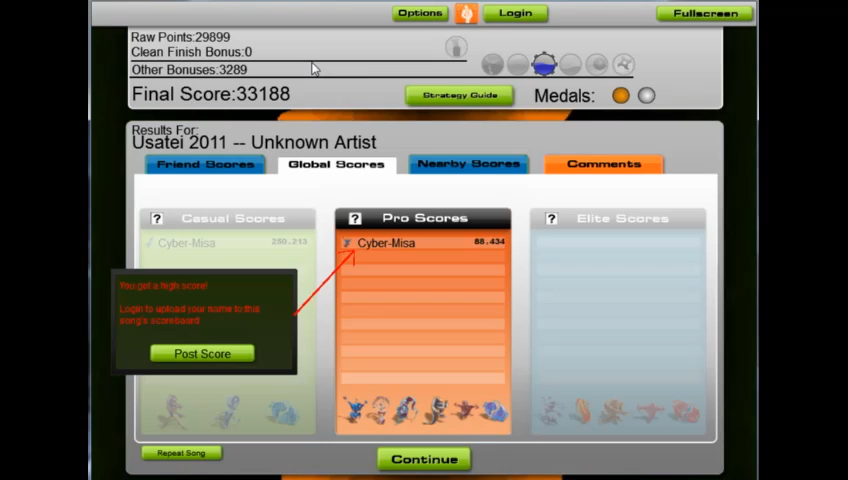 Options
Login
Fullscreen
Raw Points:29899
Clean Finish Bonus:0
Other Bonuses:3289
Final Score:33188
Strategy Guide
Medals:
Results For:
Usatei 2011 -- Unknown Artist
Friend Scores
Global Scores
Nearby Scores
Comments
? Casual Scores
Cyber-Misa 250.213
? Pro Scores
Cyber-Misa 88.434
? Elite Scores
You got a high score!
Login to upload your name to this
song's scoreboard
Post Score
Repeat Song
Continue